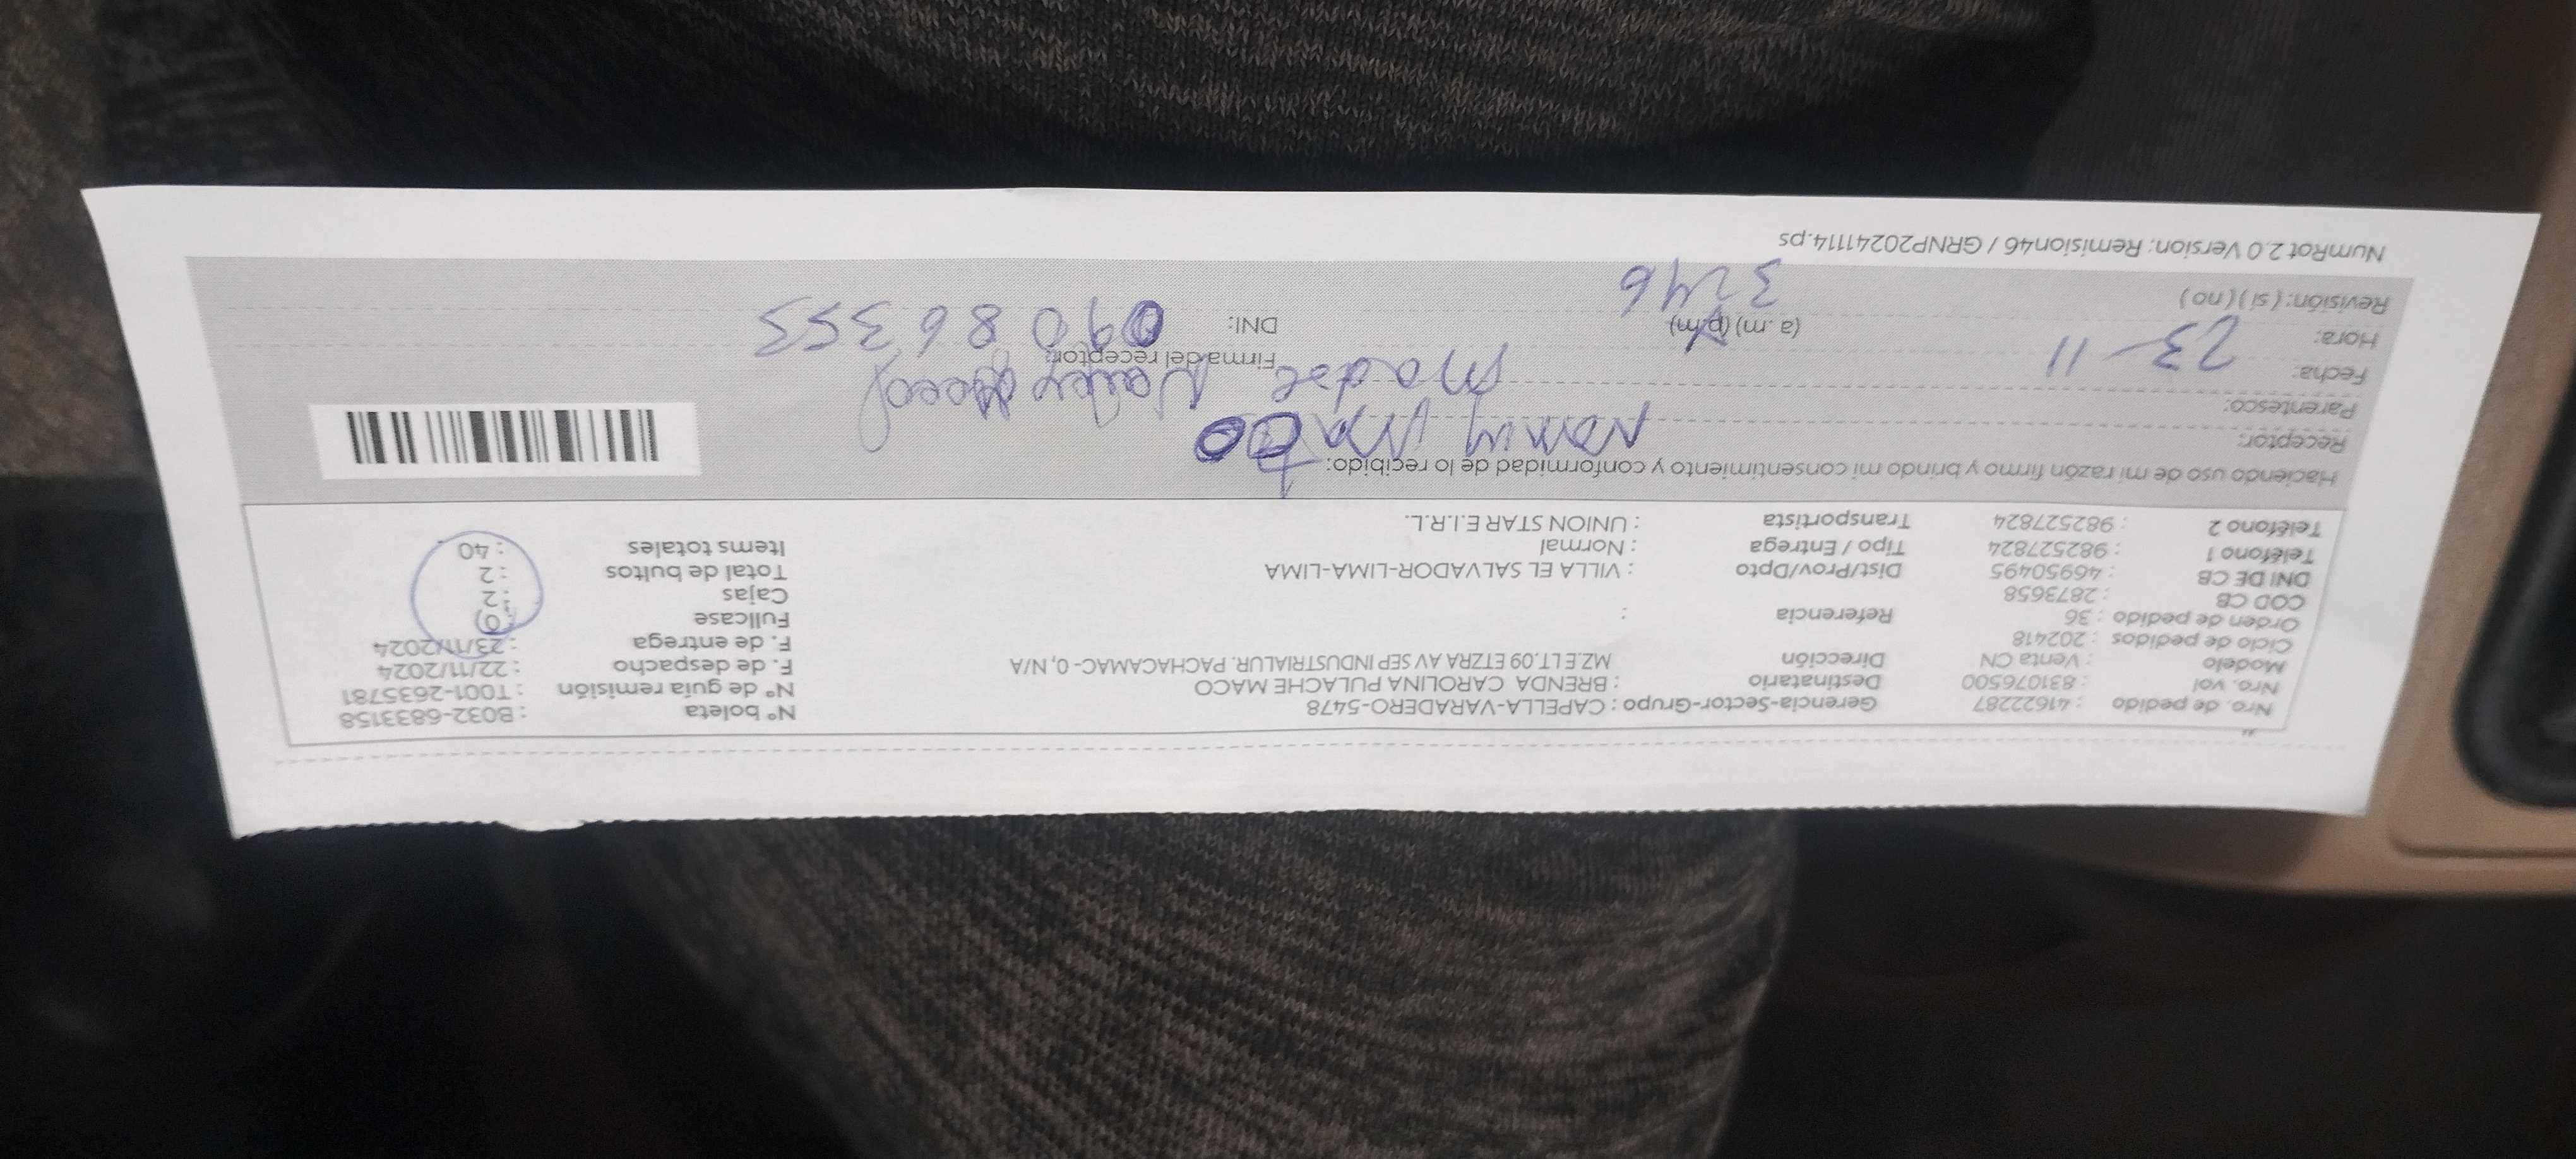 Nro. de pedido : 41622287 Gerencia-Sector-Grupo : CAPELLA-VARADERO-5478 N° boleta : B032-6833158
Nro. vol : 831076500 Destinatario : BRENDA CAROLINA PULACHE MACO N° de guía remisión : T001-2635781
Modelo : Venta CN Dirección MZ.E LT.09 ETZRA AV SEP INDUSTRIALUR. PACHACAMAC- 0, N/A F. de despacho : 22/11/2024
Ciclo de pedidos : 202418 F. de entrega : 23/11/2024
Orden de pedido : 36 Referencia : Fullcase (0)
COD CB : 2873658 Cajas : 2
DNI DE CB : 46950495 Dist/Prov/Dpto : VILLA EL SALVADOR-LIMA-LIMA Total de bultos : 2
Teléfono 1 : 982527824 Tipo / Entrega : Normal Items totales : 40
Teléfono 2 : 982527824 Transportista : UNION STAR E.I.R.L.
Haciendo uso de mi razón firmo y brindo mi consentimiento y conformidad de lo recibido:
Receptor:
Parentesco: Madre
Fecha: 23-11 Firma del receptor:
Hora: (a.m) (p.m) DNI: 09086353
Revisión: ( si ) ( no ) 3246
NumRot 2.0 Version: Remision46 / GRNP20241114.ps